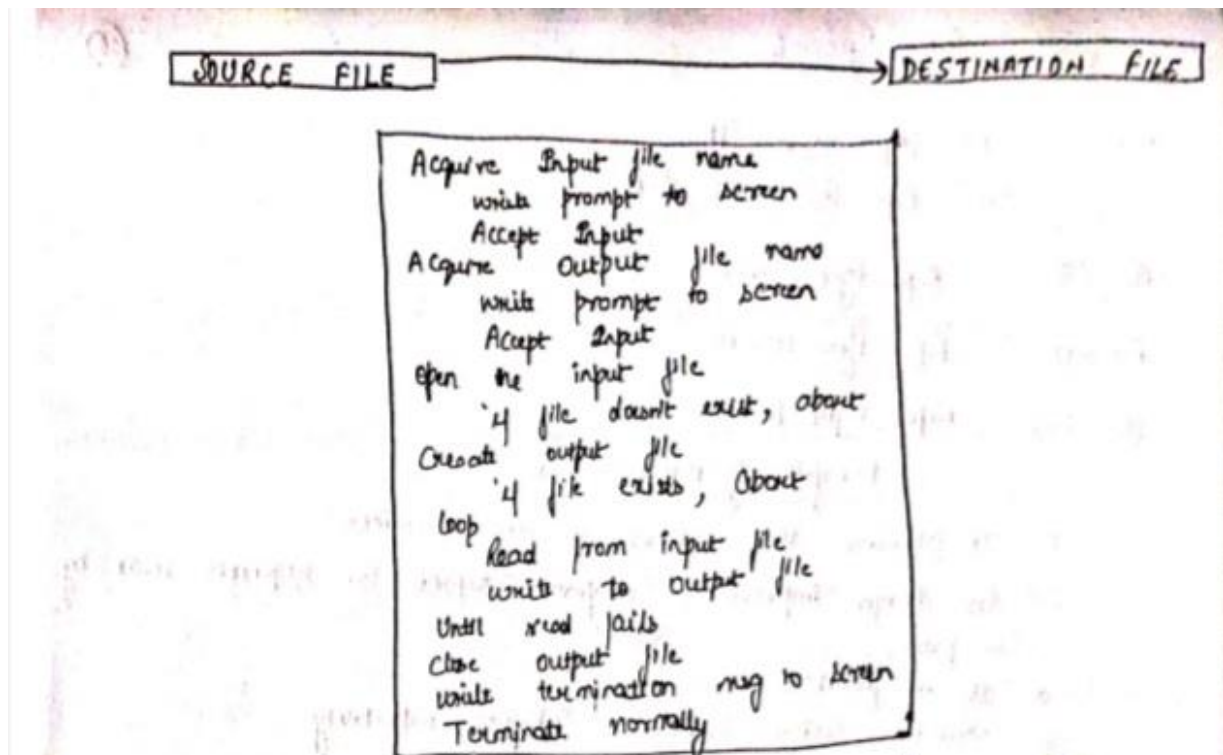 SOURCE FILE
DESTINATION FILE
Acquire Input file name
write prompt to screen
Accept Input
Acquire Output file name
write prompt to screen
Accept Input
Open the input file
if file doesn't exist, about
Create output file
if file exists, About
loop
Read from input file
write to output file
Until read fails
Close output file
write termination msg to screen
Terminate normally